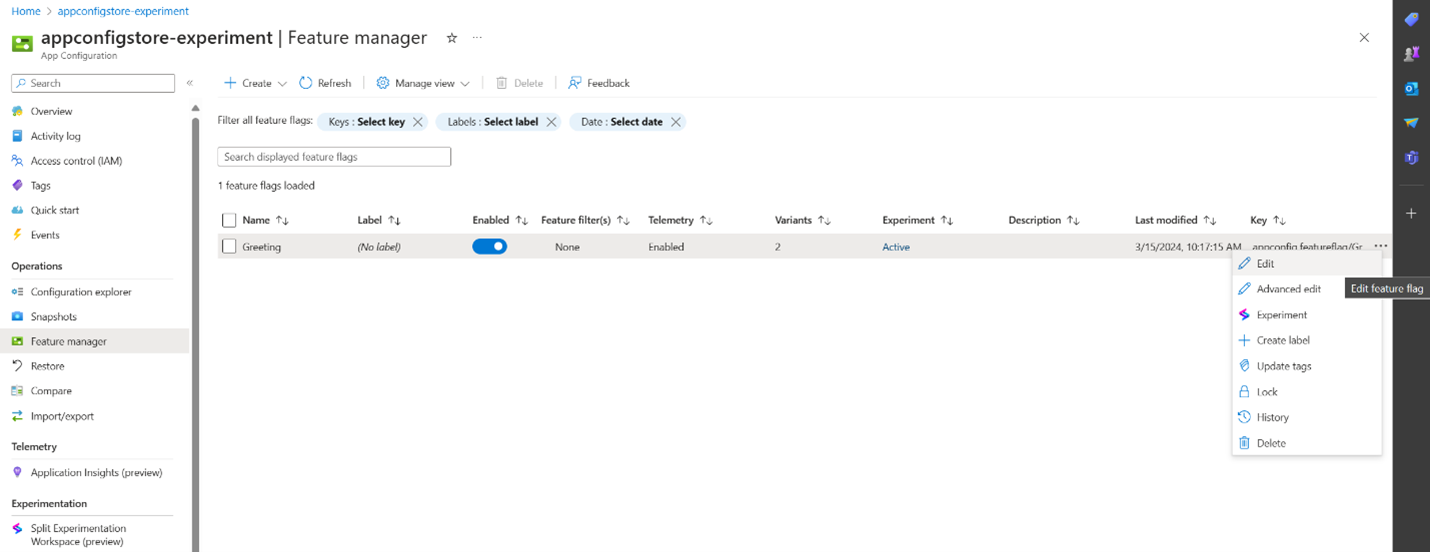 Home > appconfigstore-experiment
appconfigstore-experiment | Feature manager
App Configuration
Search
Create
Refresh
Manage view
Delete
Feedback
Overview
Activity log
Access control (IAM)
Tags
Quick start
Events
Operations
Configuration explorer
Snapshots
Feature manager
Restore
Compare
Import/export
Telemetry
Application Insights (preview)
Experimentation
Split Experimentation
Workspace (preview)
Filter all feature flags: Keys : Select key Labels : Select label Date : Select date
Search displayed feature flags
1 feature flags loaded
Name Label Enabled Feature filter(s) Telemetry Variants Experiment Description Last modified Key
Greeting (No label) None Enabled 2 Active 3/15/2024, 10:17:15 AM .appconfig.featureflag/Gr...
Edit
Edit feature flag
Advanced edit
Experiment
Create label
Update tags
Lock
History
Delete